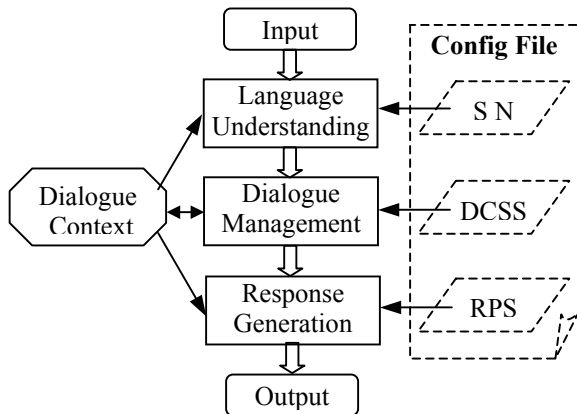 Input
Config File
Language
Understanding
S N
Dialogue
Context
Dialogue
Management
DCSS
Response
Generation
RPS
Output